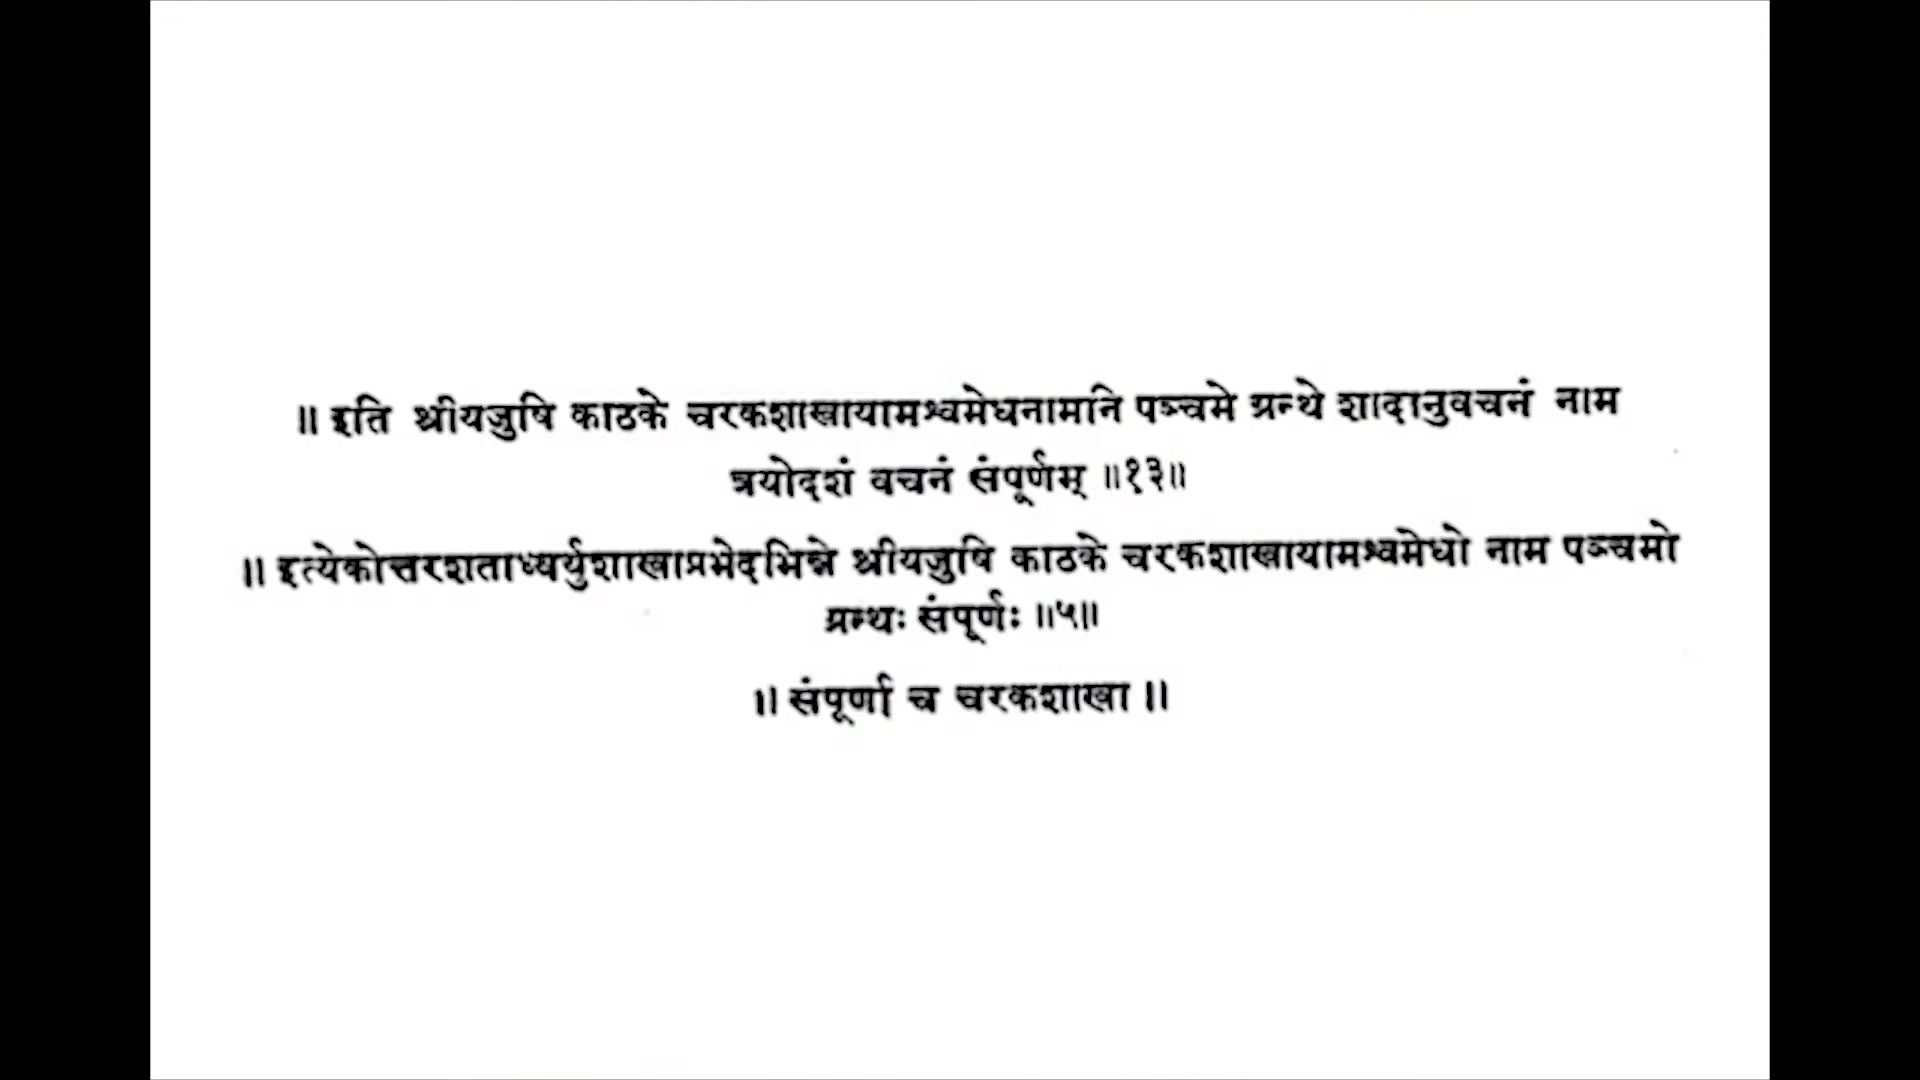 ॥ इति श्रीयजुषि काठके चरकशाखायामश्वमेधनामनि पञ्चमे ग्रन्थे शादानुवचनं नाम
त्रयोदशं वचनं संपूर्णम् ॥१३॥
॥ इत्येकोत्तरशताध्वर्युशाखाप्रभेदभिन्ने श्रीयजुषि काठके चरकशाखायामश्वमेधो नाम पञ्चमो
ग्रन्थः संपूर्णः ॥५॥
॥ संपूर्णा च चरकशाखा ॥